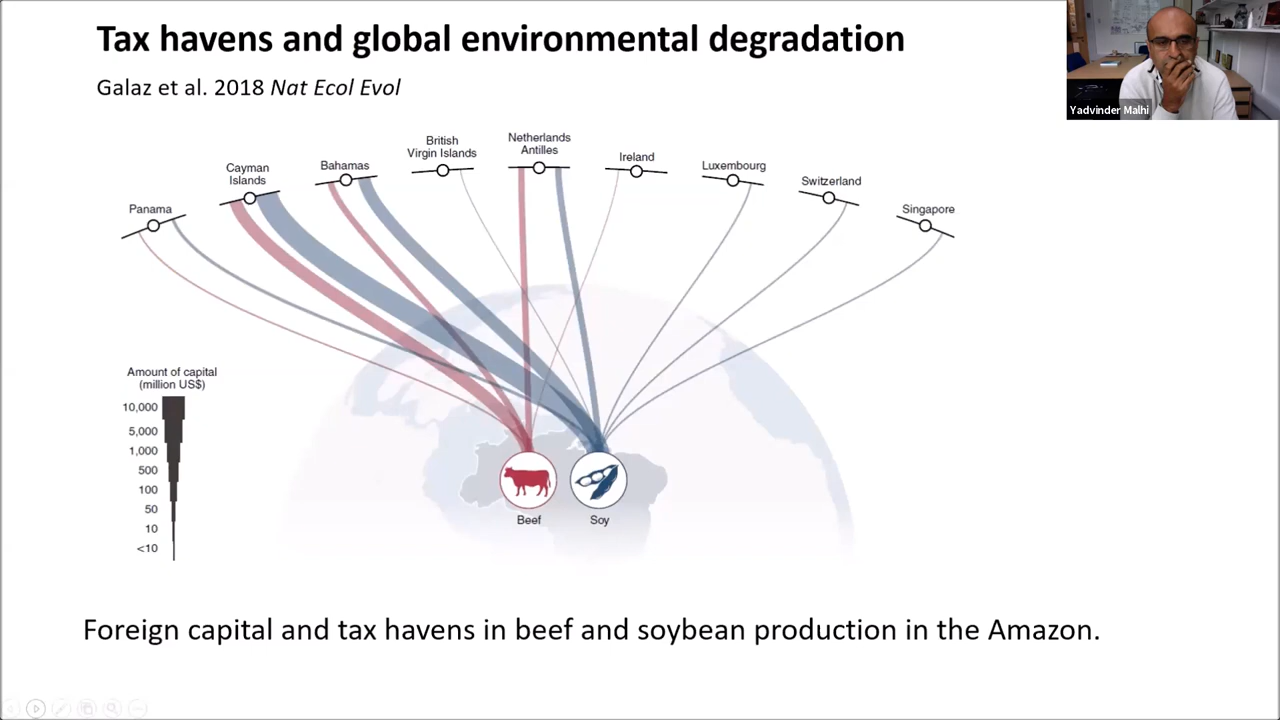 Tax havens and global environmental degradation
Galaz et al. 2018 Nat Ecol Evol
Yadvinder Malhi
Panama
Cayman
Islands
Bahamas
British
Virgin Islands
Netherlands
Antilles
Ireland
Luxembourg
Switzerland
Singapore
Amount of capital
(million US$)
10,000
5,000
1,000
500
100
50
10
<10
Beef
Soy
Foreign capital and tax havens in beef and soybean production in the Amazon.